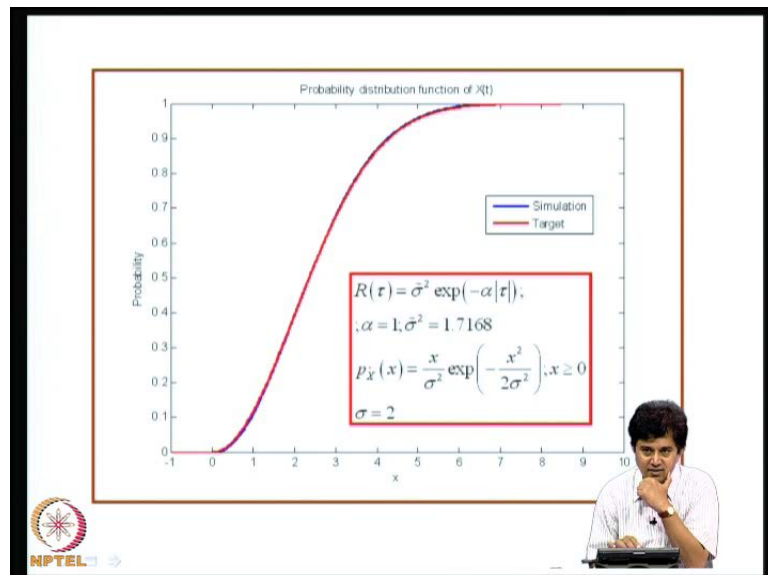 Probability distribution function of X(t)
Probability
1
0.9
0.8
0.7
0.6
0.5
0.4
0.3
0.2
0.1
0
-1 0 1 2 3 4 5 6 7 8 9 10
x
Simulation
Target
R(τ) = σ̃² exp(-α|τ|);
;α = 1; σ̃² = 1.7168
p_X(x) = x/σ² exp(-x²/2σ²); x ≥ 0
σ = 2
NPTEL